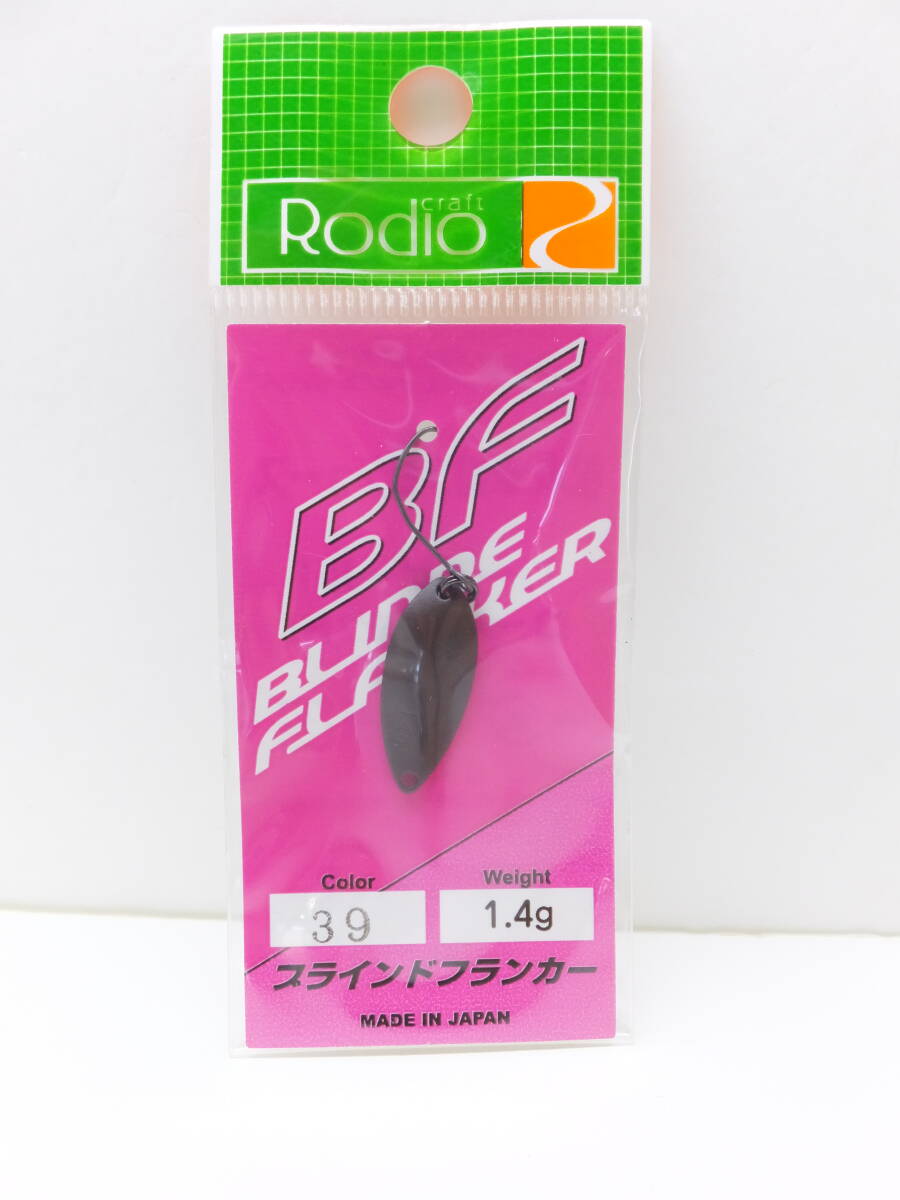 craft
Rodio
BF
BLINDE
FLANKER
Color
Weight
39
1.4g
ブラインドフランカー
MADE IN JAPAN